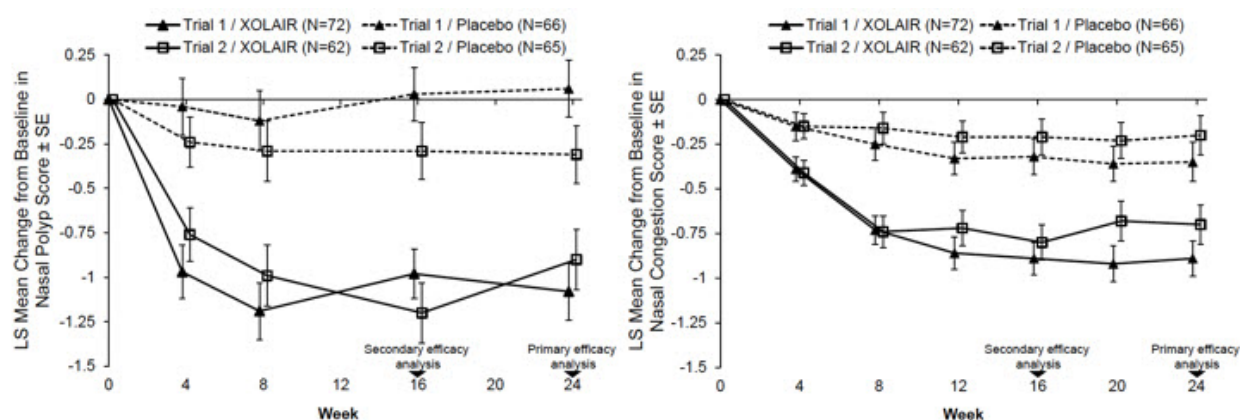 Trial 1 / XOLAIR (N=72) Trial 1 / Placebo (N=66)
Trial 2 / XOLAIR (N=62) Trial 2 / Placebo (N=65)
LS Mean Change from Baseline in
Nasal Polyp Score ± SE
0.25
0
-0.25
-0.5
-0.75
-1
-1.25
-1.5
Secondary efficacy
analysis
Primary efficacy
analysis
0 4 8 12 16 20 24
Week
Trial 1 / XOLAIR (N=72) Trial 1 / Placebo (N=66)
Trial 2 / XOLAIR (N=62) Trial 2 / Placebo (N=65)
LS Mean Change from Baseline in
Nasal Congestion Score ± SE
0.25
0
-0.25
-0.5
-0.75
-1
-1.25
-1.5
Secondary efficacy
analysis
Primary efficacy
analysis
0 4 8 12 16 20 24
Week